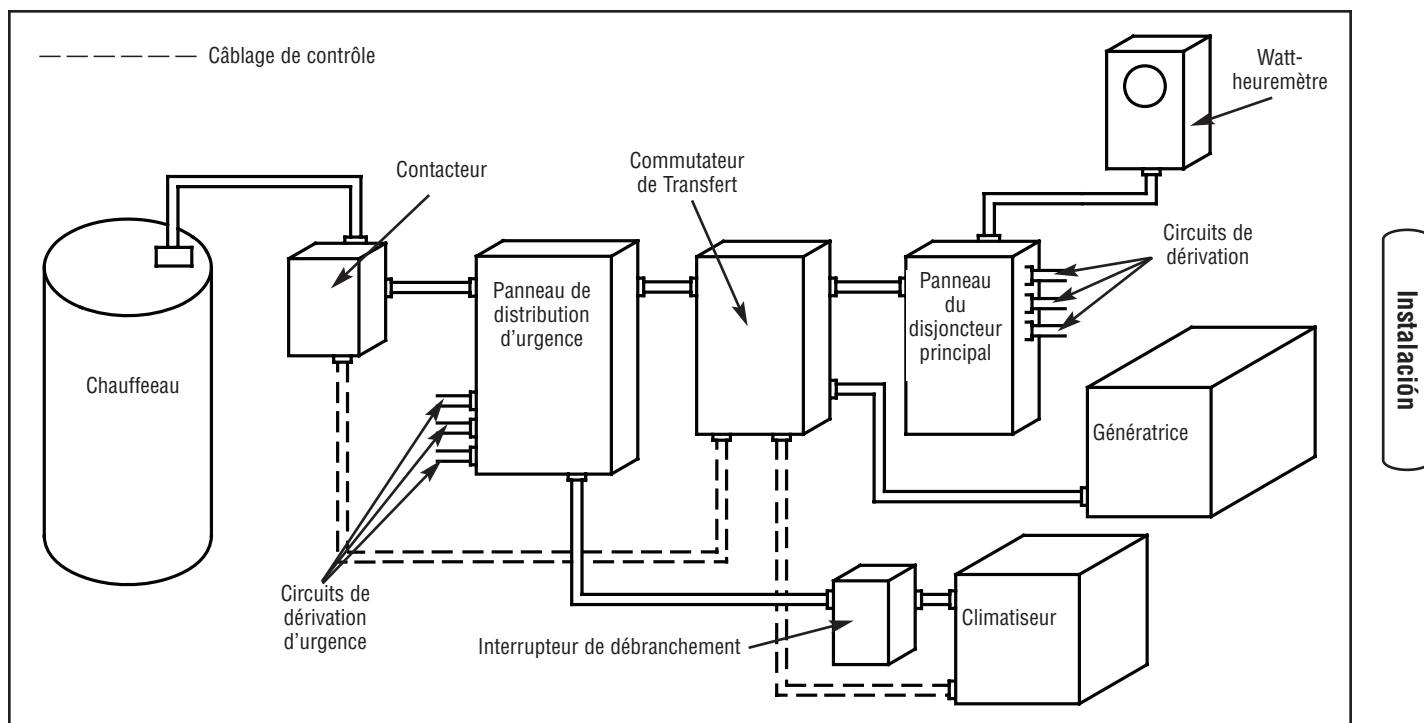 Câblage de contrôle
Watt-
heuremètre
Contacteur
Commutateur
de Transfert
Circuits de
dérivation
Panneau de
distribution
d'urgence
Panneau
du
disjoncteur
principal
Chauffeeau
Génératrice
Circuits de
dérivation
d'urgence
Interrupteur de débranchement
Climatiseur
Instalación